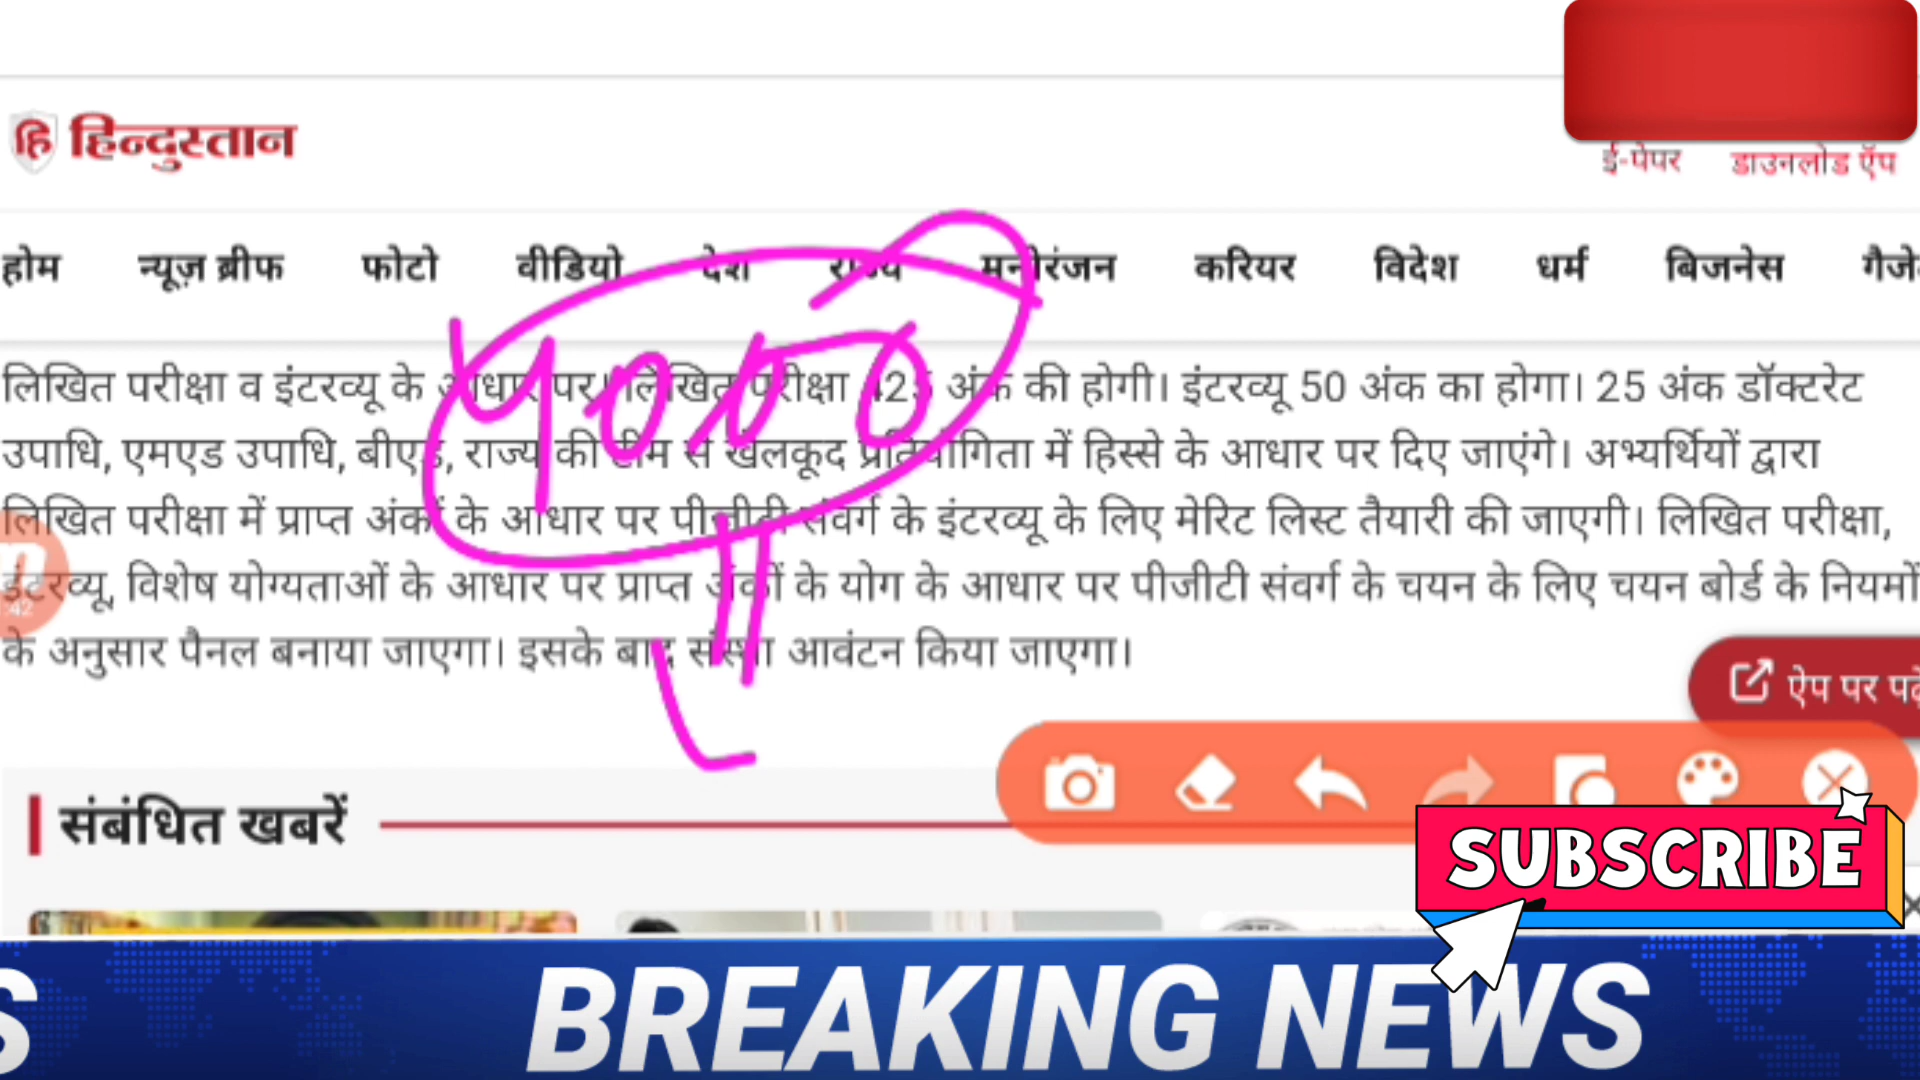 हि हिन्दुस्तान
ई-पेपर डाउनलोड ऍप
होम न्यूज़ ब्रीफ फोटो वीडियो देश राज्य मनोरंजन करियर विदेश धर्म बिजनेस गैजे
लिखित परीक्षा व इंटरव्यू के आधार पर। लिखित परीक्षा 425 अंक की होगी। इंटरव्यू 50 अंक का होगा। 25 अंक डॉक्टरेट
उपाधि, एमएड उपाधि, बीएड, राज्य की टीम से खेलकूद प्रतियोगिता में हिस्से के आधार पर दिए जाएंगे। अभ्यर्थियों द्वारा
लिखित परीक्षा में प्राप्त अंकों के आधार पर पीजीटी संवर्ग के इंटरव्यू के लिए मेरिट लिस्ट तैयारी की जाएगी। लिखित परीक्षा,
इंटरव्यू, विशेष योग्यताओं के आधार पर प्राप्त अंकों के योग के आधार पर पीजीटी संवर्ग के चयन के लिए चयन बोर्ड के नियमों
के अनुसार पैनल बनाया जाएगा। इसके बाद संस्था आवंटन किया जाएगा।
ऐप पर पढ़ें
संबंधित खबरें
SUBSCRIBE
S BREAKING NEWS